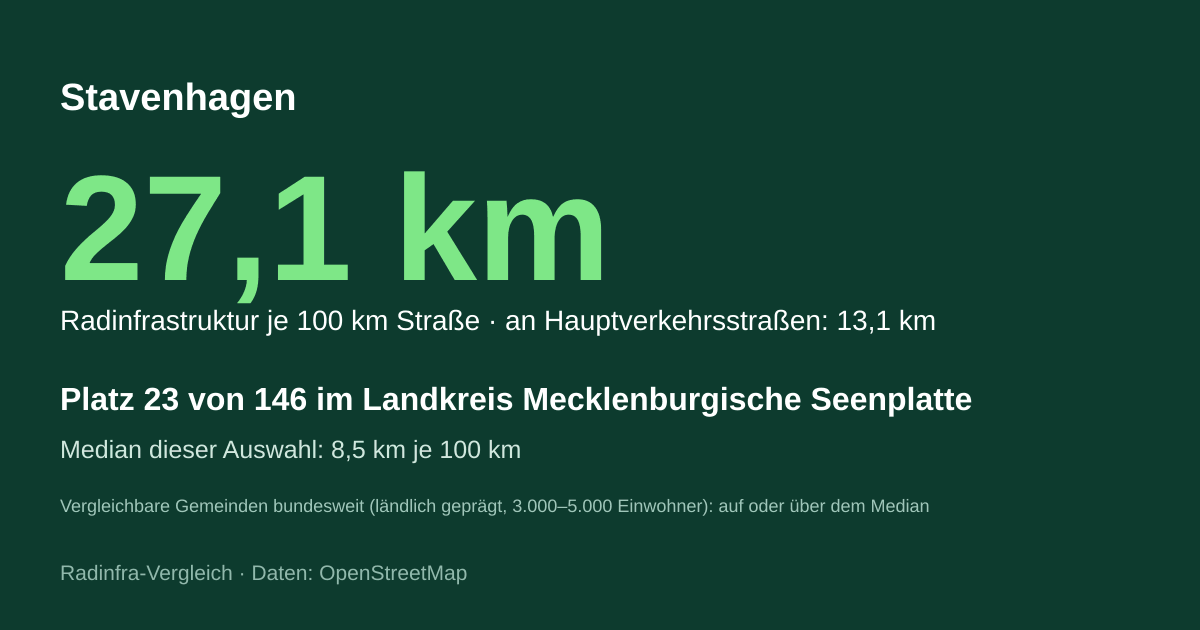 Stavenhagen
27,1 km
Radinfrastruktur je 100 km Straße · an Hauptverkehrsstraßen: 13,1 km
Platz 23 von 146 im Landkreis Mecklenburgische Seenplatte
Median dieser Auswahl: 8,5 km je 100 km
Vergleichbare Gemeinden bundesweit (ländlich geprägt, 3.000–5.000 Einwohner): auf oder über dem Median
Radinfra-Vergleich · Daten: OpenStreetMap